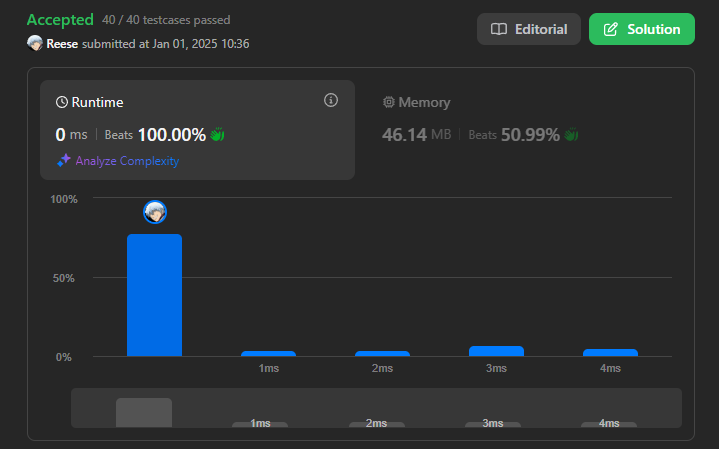 Accepted 40 / 40 testcases passed
Reese submitted at Jan 01, 2025 10:36
Editorial
Solution
Runtime
0 ms | Beats 100.00%
Analyze Complexity
Memory
46.14 MB | Beats 50.99%
100%
50%
0%
1ms 2ms 3ms 4ms
1ms 2ms 3ms 4ms